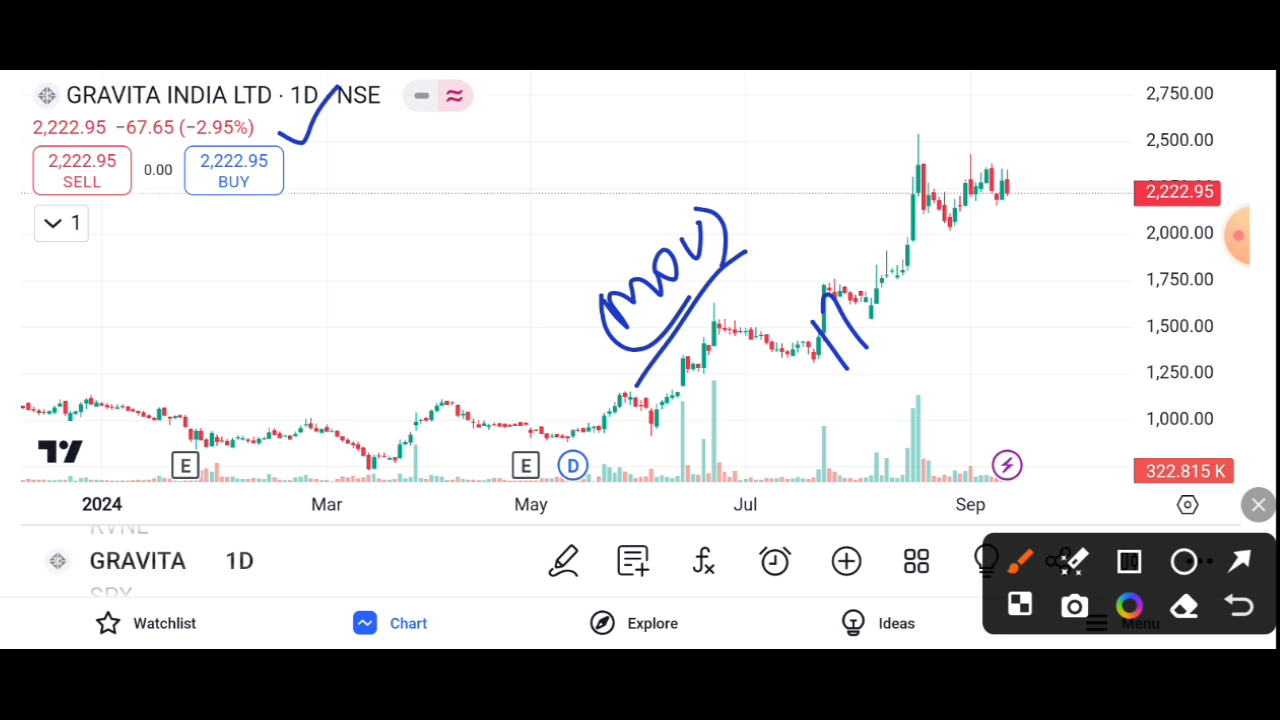 GRAVITA INDIA LTD · 1D NSE
2,222.95 −67.65 (−2.95%)
2,222.95 SELL 0.00 2,222.95 BUY
1
mov
2,750.00
2,500.00
2,222.95
2,000.00
1,750.00
1,500.00
1,250.00
1,000.00
322.815 K
E E D
2024 Mar May Jul Sep
RVNL
GRAVITA 1D
SPX
Watchlist Chart Explore Ideas Menu